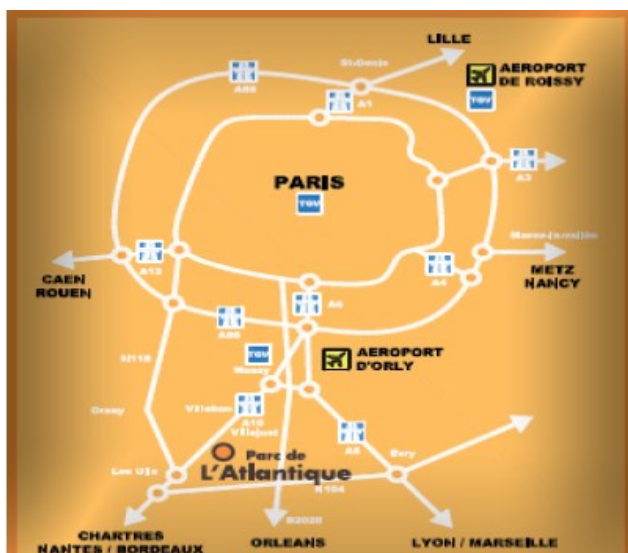 LILLE
St-Denis
AEROPORT
DE ROISSY
TGV
A86
A1
A3
PARIS
TGV
CAEN
ROUEN
A13
A4
METZ
NANCY
A6
A86
N118
TGV
Massy
AEROPORT
D'ORLY
Orsay
Villebon
A10
Villejust
Les Ulis
Parc de
L'Atlantique
Evry
N104
CHARTRES
NANTES / BORDEAUX
ORLEANS
LYON / MARSEILLE